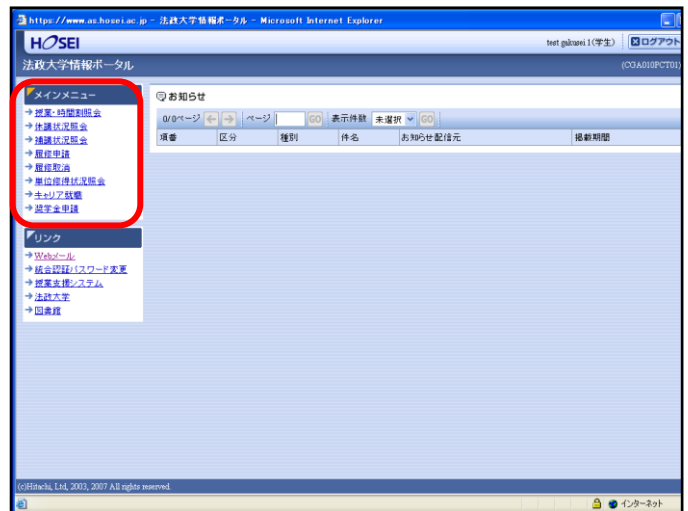 https://www.as.hosei.ac.jp - 法政大学情報ポータル - Microsoft Internet Explorer
HOSEI
test gakusei1(学生) ログアウト
法政大学情報ポータル (CGA010PCT01)
メインメニュー
授業・時間割照会
休講状況照会
補講状況照会
履修申請
履修取消
単位修得状況照会
キャリア就職
奨学金申請
お知らせ
0/0ページ ページ GO 表示件数 未選択 GO
項番 区分 種別 件名 お知らせ配信元 掲載期間
リンク
Webメール
統合認証パスワード変更
授業支援システム
法政大学
図書館
(c)Hitachi, Ltd, 2003, 2007 All rights reserved.
インターネット